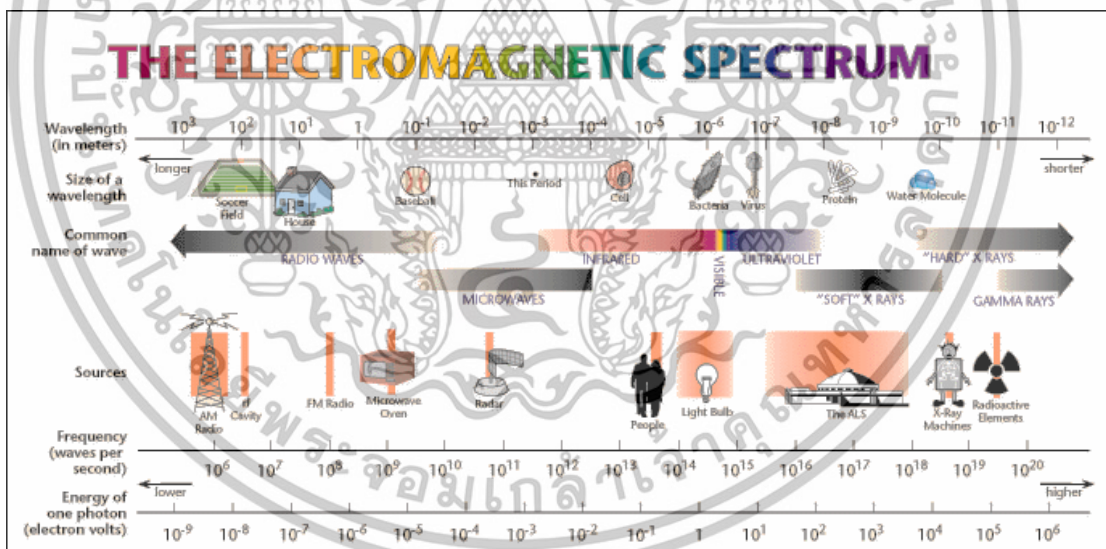 THE ELECTROMAGNETIC SPECTRUM
Wavelength (in meters)
10³ 10² 10¹ 1 10⁻¹ 10⁻² 10⁻³ 10⁻⁴ 10⁻⁵ 10⁻⁶ 10⁻⁷ 10⁻⁸ 10⁻⁹ 10⁻¹⁰ 10⁻¹¹ 10⁻¹²
longer
shorter
Size of a wavelength
Soccer Field
House
Baseball
This Period
Cell
Bacteria
Virus
Protein
Water Molecule
Common name of wave
RADIO WAVES
INFRARED
VISIBLE
ULTRAVIOLET
"HARD" X RAYS
MICROWAVES
"SOFT" X RAYS
GAMMA RAYS
Sources
AM Radio
rf Cavity
FM Radio
Microwave Oven
Radar
People
Light Bulb
The ALS
X-Ray Machines
Radioactive Elements
Frequency (waves per second)
10⁶ 10⁷ 10⁸ 10⁹ 10¹⁰ 10¹¹ 10¹² 10¹³ 10¹⁴ 10¹⁵ 10¹⁶ 10¹⁷ 10¹⁸ 10¹⁹ 10²⁰
lower
higher
Energy of one photon (electron volts)
10⁻⁹ 10⁻⁸ 10⁻⁷ 10⁻⁶ 10⁻⁵ 10⁻⁴ 10⁻³ 10⁻² 10⁻¹ 1 10¹ 10² 10³ 10⁴ 10⁵ 10⁶